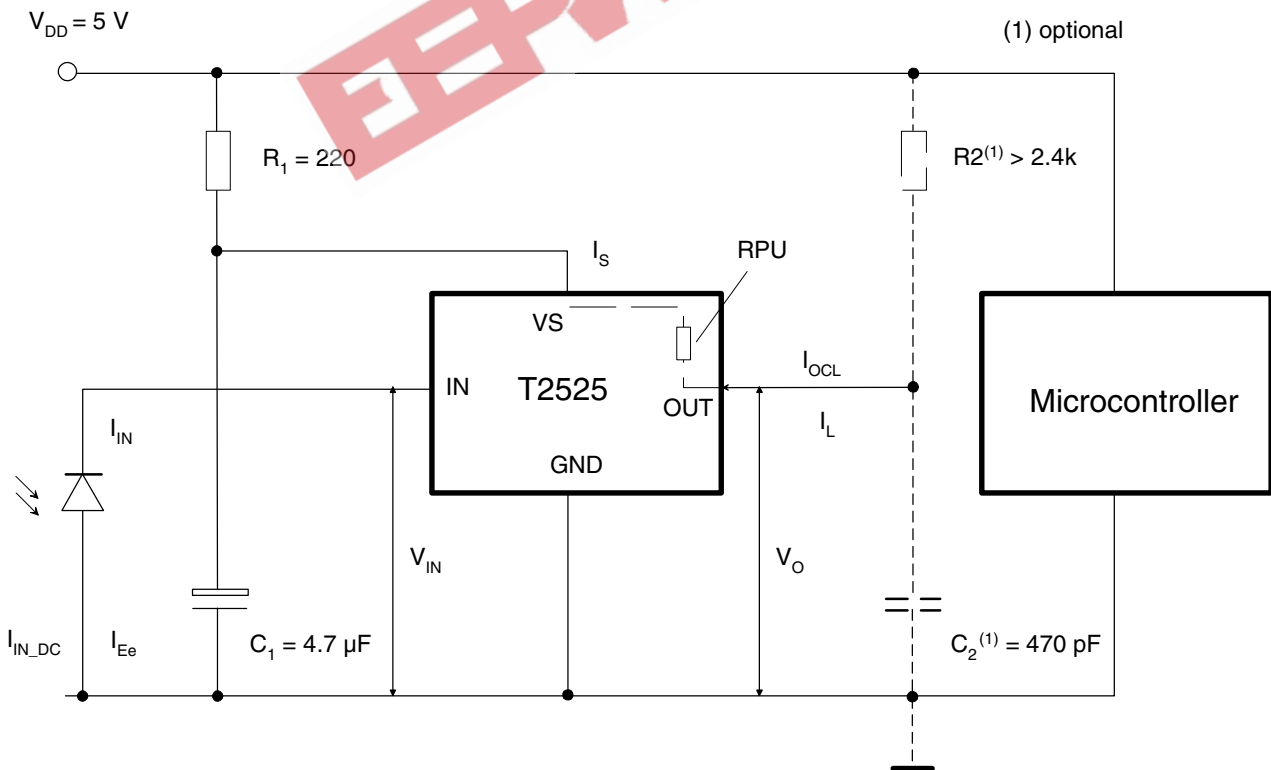 V_DD = 5 V
(1) optional
R_1 = 220
R2^(1) > 2.4k
I_S
RPU
VS
IN
T2525
I_OCL
OUT
I_L
Microcontroller
I_IN
GND
V_IN
V_O
I_IN_DC
I_Ee
C_1 = 4.7 µF
C_2^(1) = 470 pF